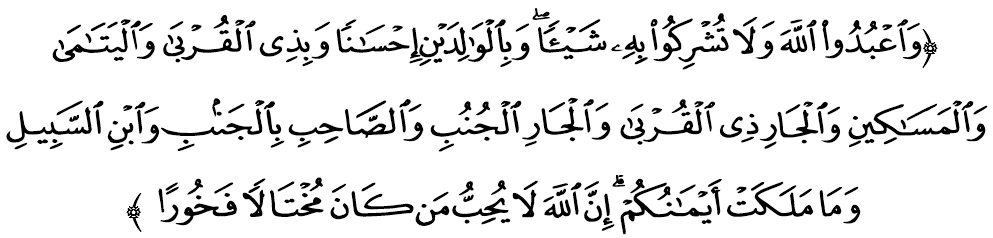 ﴿وَٱعۡبُدُواْ ٱللَّهَ وَلَا تُشۡرِكُواْ بِهِۦ شَيۡـٔٗاۖ وَبِٱلۡوَٰلِدَيۡنِ إِحۡسَٰنٗا وَبِذِي ٱلۡقُرۡبَىٰ وَٱلۡيَتَٰمَىٰ
وَٱلۡمَسَٰكِينِ وَٱلۡجَارِ ذِي ٱلۡقُرۡبَىٰ وَٱلۡجَارِ ٱلۡجُنُبِ وَٱلصَّاحِبِ بِٱلۡجَنۢبِ وَٱبۡنِ ٱلسَّبِيلِ
وَمَا مَلَكَتۡ أَيۡمَٰنُكُمۡۗ إِنَّ ٱللَّهَ لَا يُحِبُّ مَن كَانَ مُخۡتَالٗا فَخُورًا ﴾